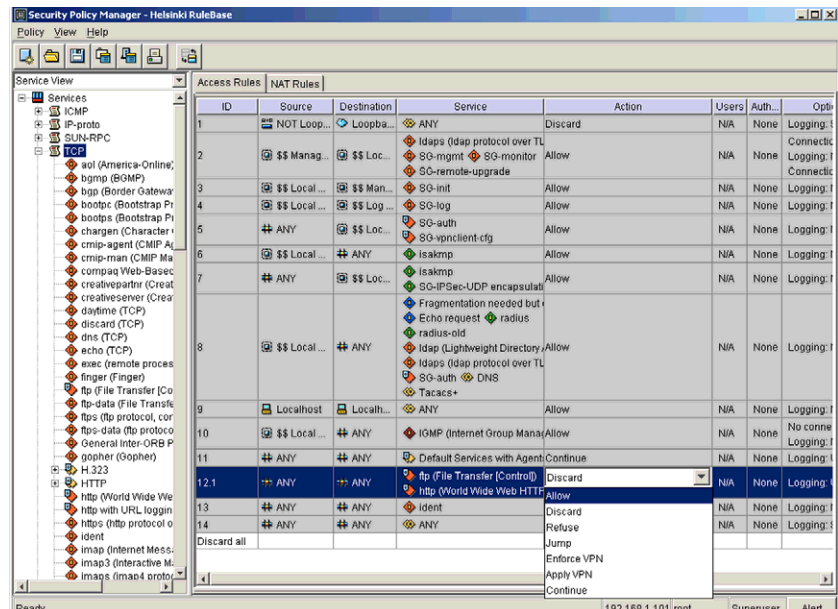 Security Policy Manager - Helsinki RuleBase
Policy View Help
Service View
Services
ICMP
IP-proto
SUN-RPC
TCP
aol (America-Online)
bgmp (BGMP)
bgp (Border Gatewa
bootpc (Bootstrap Pr
bootps (Bootstrap Pr
chargen (Character
cmip-agent (CMIP Ag
cmip-man (CMIP Ma
compaq Web-Based
creativepartnr (Creat
creativeserver (Creat
daytime (TCP)
discard (TCP)
dns (TCP)
echo (TCP)
exec (remote proces
finger (Finger)
ftp (File Transfer [Co
ftp-data (File Transfe
ftps (ftp protocol, cor
ftps-data (ftp protoco
General Inter-ORB P
gopher (Gopher)
H.323
HTTP
http (World Wide We
http with URL loggin
https (http protocol o
ident
imap (Internet Mess
imap3 (Interactive M
imaps (imap4 protoc
Access Rules NAT Rules
ID Source Destination Service Action Users Auth... Opti
1 NOT Loop... Loopba... ANY Discard N/A None Logging: S
2 $$ Manag... $$ Loc... ldaps (ldap protocol over TL SG-mgmt SG-monitor SG-remote-upgrade Allow N/A None Connectic Logging: Connectic
3 $$ Local ... $$ Man... SG-init Allow N/A None Logging:
4 $$ Local ... $$ Log ... SG-log Allow N/A None Logging:
5 ANY $$ Loc... SG-auth SG-vpnclient-cfg Allow N/A None Logging:
6 $$ Local ... ANY isakmp Allow N/A None Logging:
7 ANY $$ Loc... isakmp SG-IPSec-UDP encapsulati Allow N/A None Logging:
8 $$ Local ... ANY Fragmentation needed but Echo request radius radius-old ldap (Lightweight Directory ldaps (ldap protocol over TL SG-auth DNS Tacacs+ Allow N/A None Logging:
9 Localhost Localh... ANY Allow N/A None Logging:
10 $$ Local ... ANY IGMP (Internet Group Mana Allow N/A None No conne Logging:
11 ANY ANY Default Services with Agent Continue N/A None Logging:
12.1 ANY ANY ftp (File Transfer [Control]) http (World Wide Web HTTP Discard N/A None Logging:
13 ANY ANY ident N/A None Logging:
14 ANY ANY ANY N/A None Logging:
Discard all
Allow
Discard
Refuse
Jump
Enforce VPN
Apply VPN
Continue
Ready 192.168.1.101 root Superuser Alert